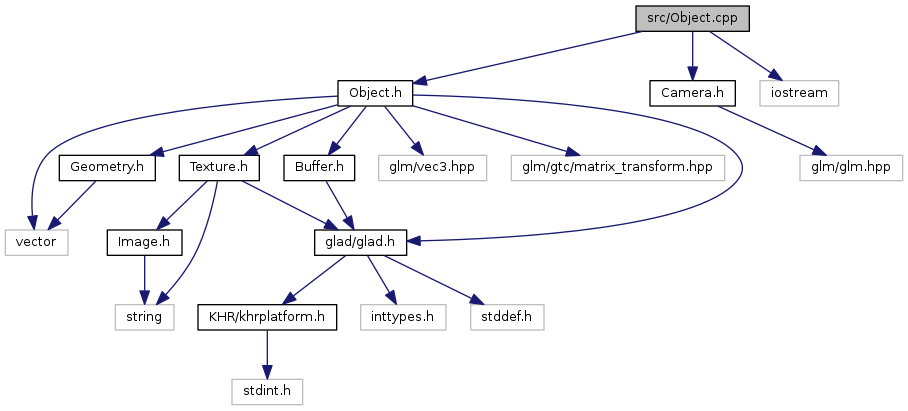 src/Object.cpp
Object.h
Camera.h
iostream
Geometry.h
Texture.h
Buffer.h
glm/vec3.hpp
glm/gtc/matrix_transform.hpp
glm/glm.hpp
vector
Image.h
glad/glad.h
string
KHR/khrplatform.h
inttypes.h
stddef.h
stdint.h